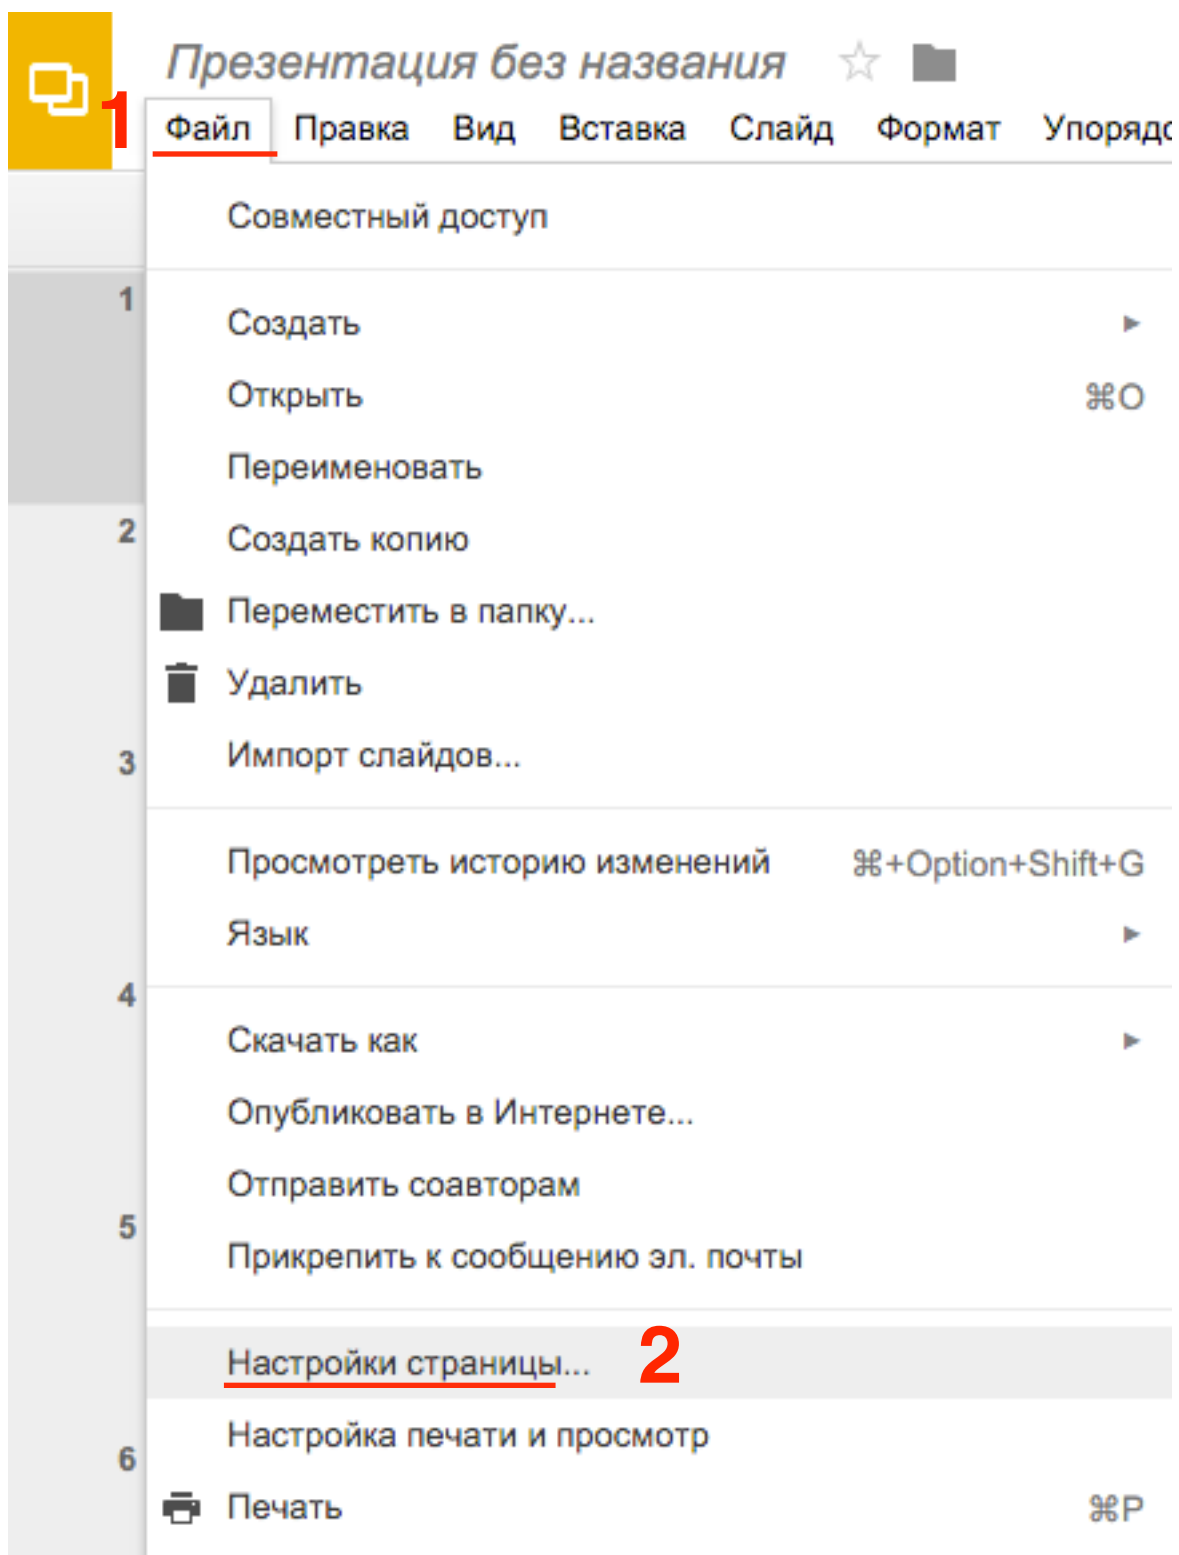 Презентация без названия
1
Файл Правка Вид Вставка Слайд Формат Упорядо
Совместный доступ
1
Создать
Открыть ⌘O
Переименовать
2
Создать копию
Переместить в папку...
Удалить
Импорт слайдов...
3
Просмотреть историю изменений ⌘+Option+Shift+G
Язык
4
Скачать как
Опубликовать в Интернете...
Отправить соавторам
5
Прикрепить к сообщению эл. почты
Настройки страницы... 2
Настройка печати и просмотр
6
Печать ⌘P